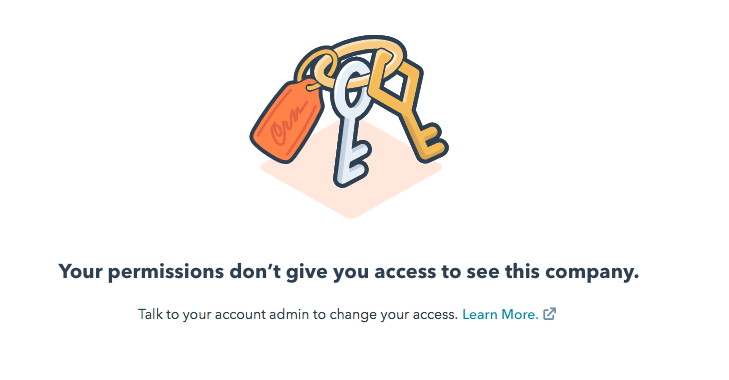 Crm
Your permissions don’t give you access to see this company.
Talk to your account admin to change your access. Learn More.